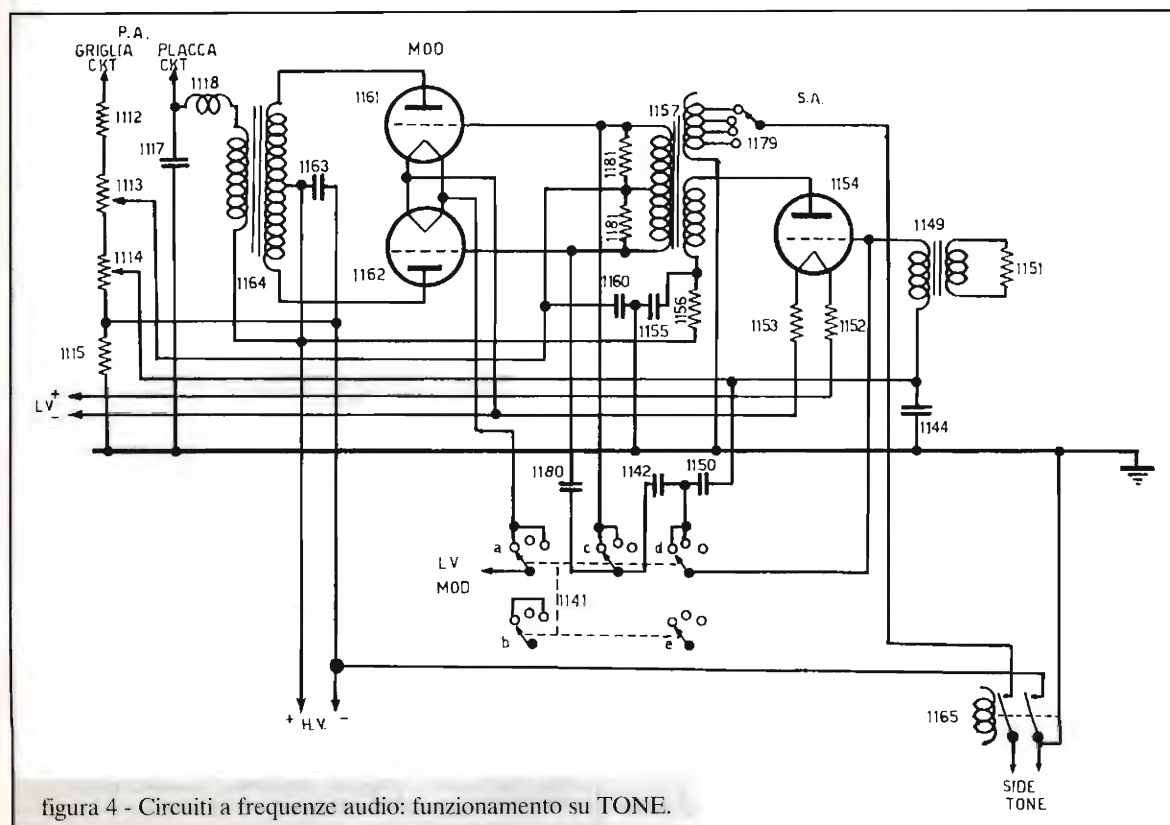 P.A.
GRIGLIA CKT
PLACCA CKT
MOD
S.A.
1118
1112
1117
1113
1114
1115
1164
1163
1161
1162
1157
1181
1181
1179
1154
1149
1151
1160
1155
1156
1153
1152
1144
LV
+
-
1180
1142
1150
a
c
d
LV
MOD
1141
b
e
+ H.V. -
1165
SIDE
TONE
figura 4 - Circuiti a frequenze audio: funzionamento su TONE.